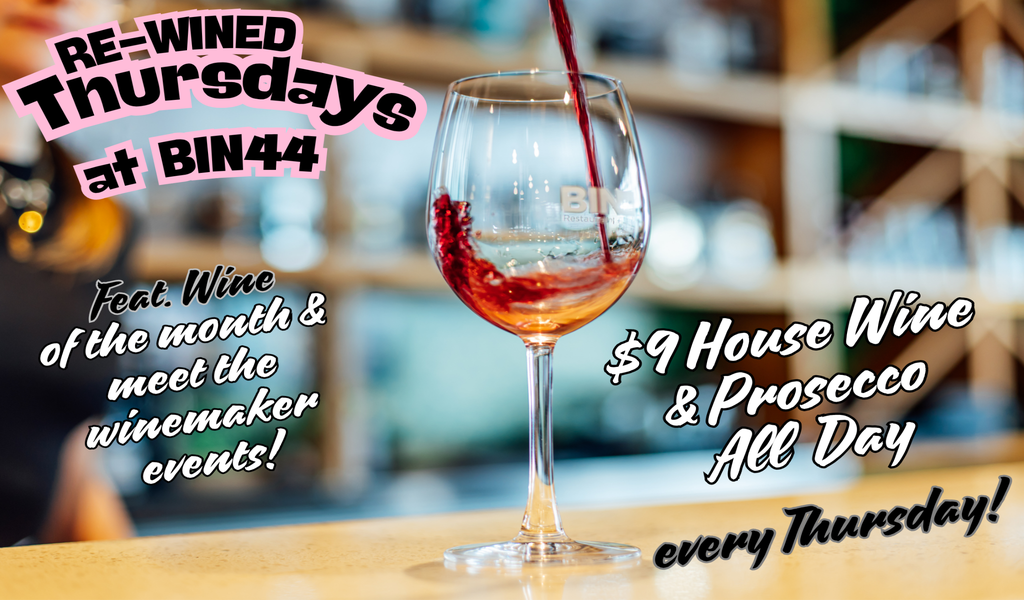 RE-WINED
Thursdays
at BIN44
Feat. Wine
of the month &
meet the
winemaker
events!
BIN
$9 House Wine
& Prosecco
All Day
every Thursday!